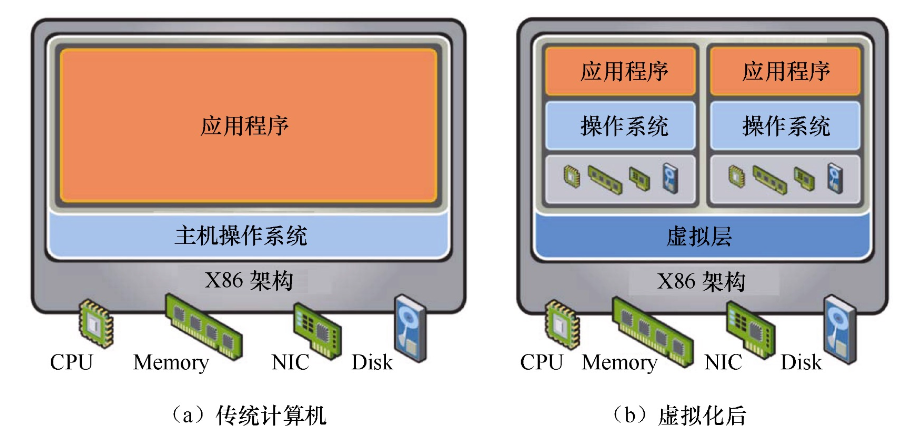 应用程序
主机操作系统
X86 架构
CPU
Memory
NIC
Disk
(a) 传统计算机
应用程序
应用程序
操作系统
操作系统
虚拟层
X86 架构
CPU
Memory
NIC
Disk
(b) 虚拟化后